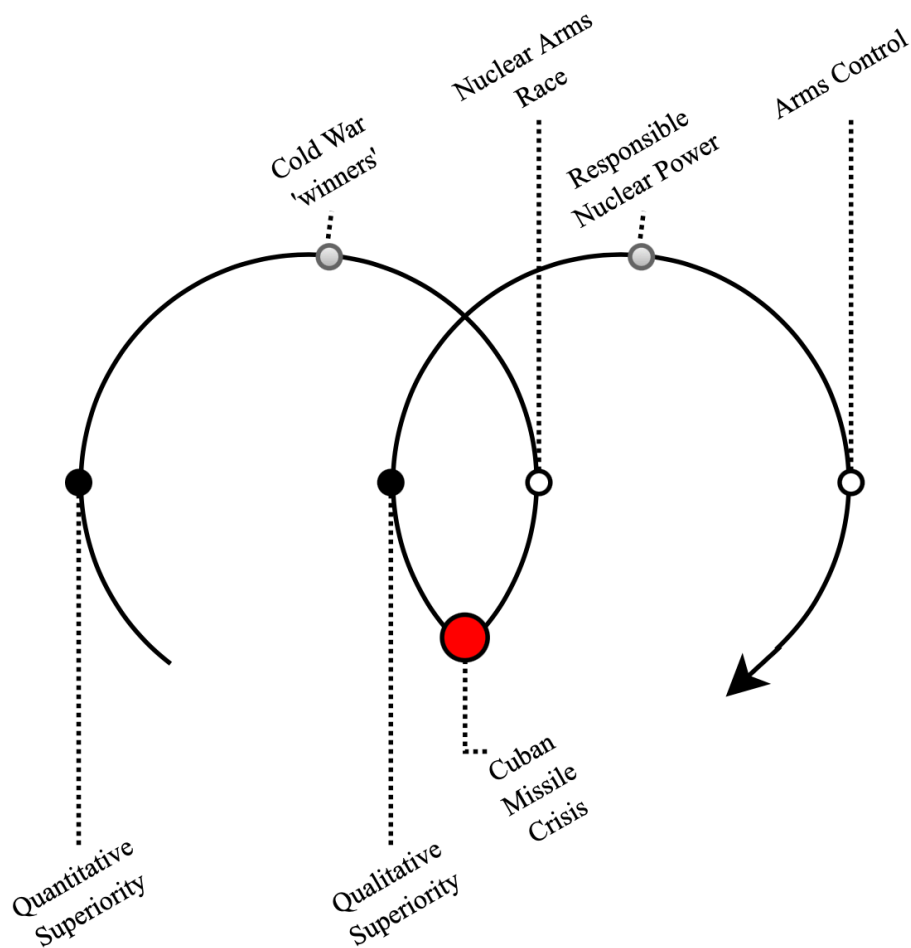 Nuclear Arms
Race
Arms Control
Cold War
'winners'
Responsible
Nuclear Power
Cuban
Missile
Crisis
Quantitative
Superiority
Qualitative
Superiority